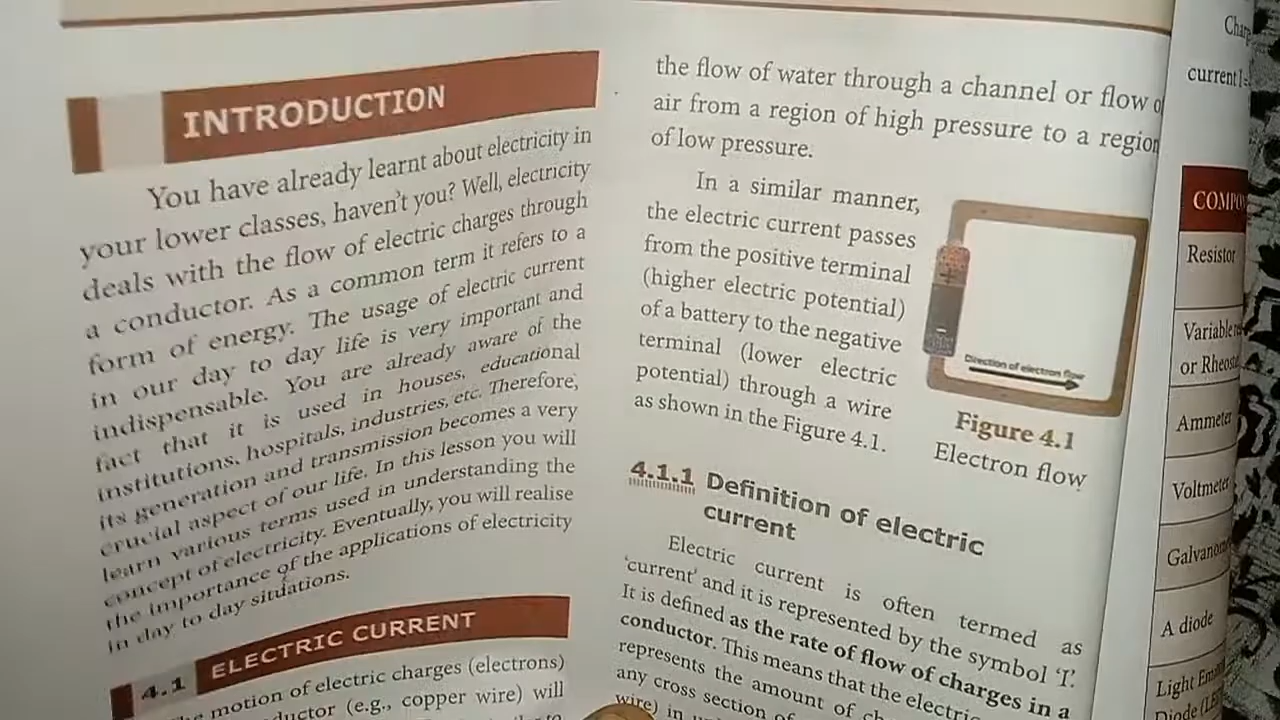 INTRODUCTION
You have already learnt about electricity in
your lower classes, haven't you? Well, electricity
deals with the flow of electric charges through
a conductor. As a common term it refers to a
form of energy. The usage of electric current
in our day to day life is very important and
indispensable. You are already aware of the
fact that it is used in houses, educational
institutions, hospitals, industries, etc. Therefore,
its generation and transmission becomes a very
crucial aspect of our life. In this lesson you will
learn various terms used in understanding the
concept of electricity. Eventually, you will realise
the importance of the applications of electricity
in day to day situations.
4.1 ELECTRIC CURRENT
motion of electric charges (electrons)
(e.g., copper wire) will
the flow of water through a channel or flow
air from a region of high pressure to a region
of low pressure.
In a similar manner,
the electric current passes
from the positive terminal
(higher electric potential)
of a battery to the negative
terminal (lower electric
potential) through a wire
as shown in the Figure 4.1.
+
-
Direction of electron flow
Figure 4.1
Electron flow
4.1.1 Definition of electric
current
Electric current is often termed as
'current' and it is represented by the symbol 'I'.
It is defined as the rate of flow of charges in a
conductor. This means that the electric
represents the amount of
any cross section of
wire) in
current I
Resistor
Variable
or
Ammeter
Voltmeter
A diode
Light
Diode